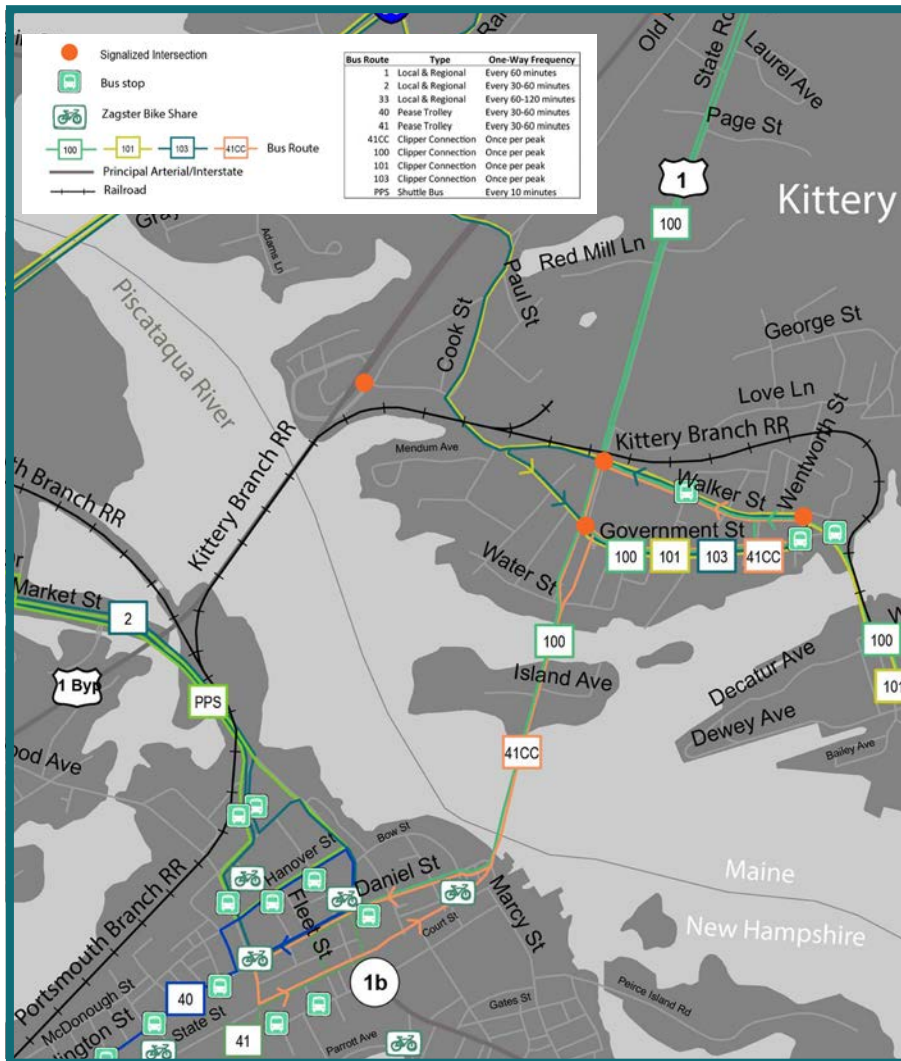 Signalized Intersection
Bus stop
Zagster Bike Share
100 101 103 41CC Bus Route
Principal Arterial/Interstate
Railroad
Bus Route Type One-Way Frequency
1 Local & Regional Every 60 minutes
2 Local & Regional Every 30-60 minutes
33 Local & Regional Every 60-120 minutes
40 Pease Trolley Every 30-60 minutes
41 Pease Trolley Every 30-60 minutes
41CC Clipper Connection Once per peak
100 Clipper Connection Once per peak
101 Clipper Connection Once per peak
103 Clipper Connection Once per peak
PPS Shuttle Bus Every 10 minutes
State Ro
Laurel Ave
Page St
1
Kittery
100
Adams Ln
Red Mill Ln
Paul St
Piscataqua River
Cook St
George St
Love Ln
Kittery Branch RR
Mendum Ave
Kittery Branch RR
Wentworth St
Walker St
Government St
100 101 103 41CC
Water St
Market St
2
100
100
Island Ave
Decatur Ave
101
1 Byp
PPS
Dewey Ave
41CC
Bailey Ave
Bow St
Hanover St
Daniel St
Fleet St
Marcy St
Court St
Maine
New Hampshire
Portsmouth Branch RR
McDonough St
40
1b
Gates St
Peirce Island Rd
State St
41
Parrott Ave